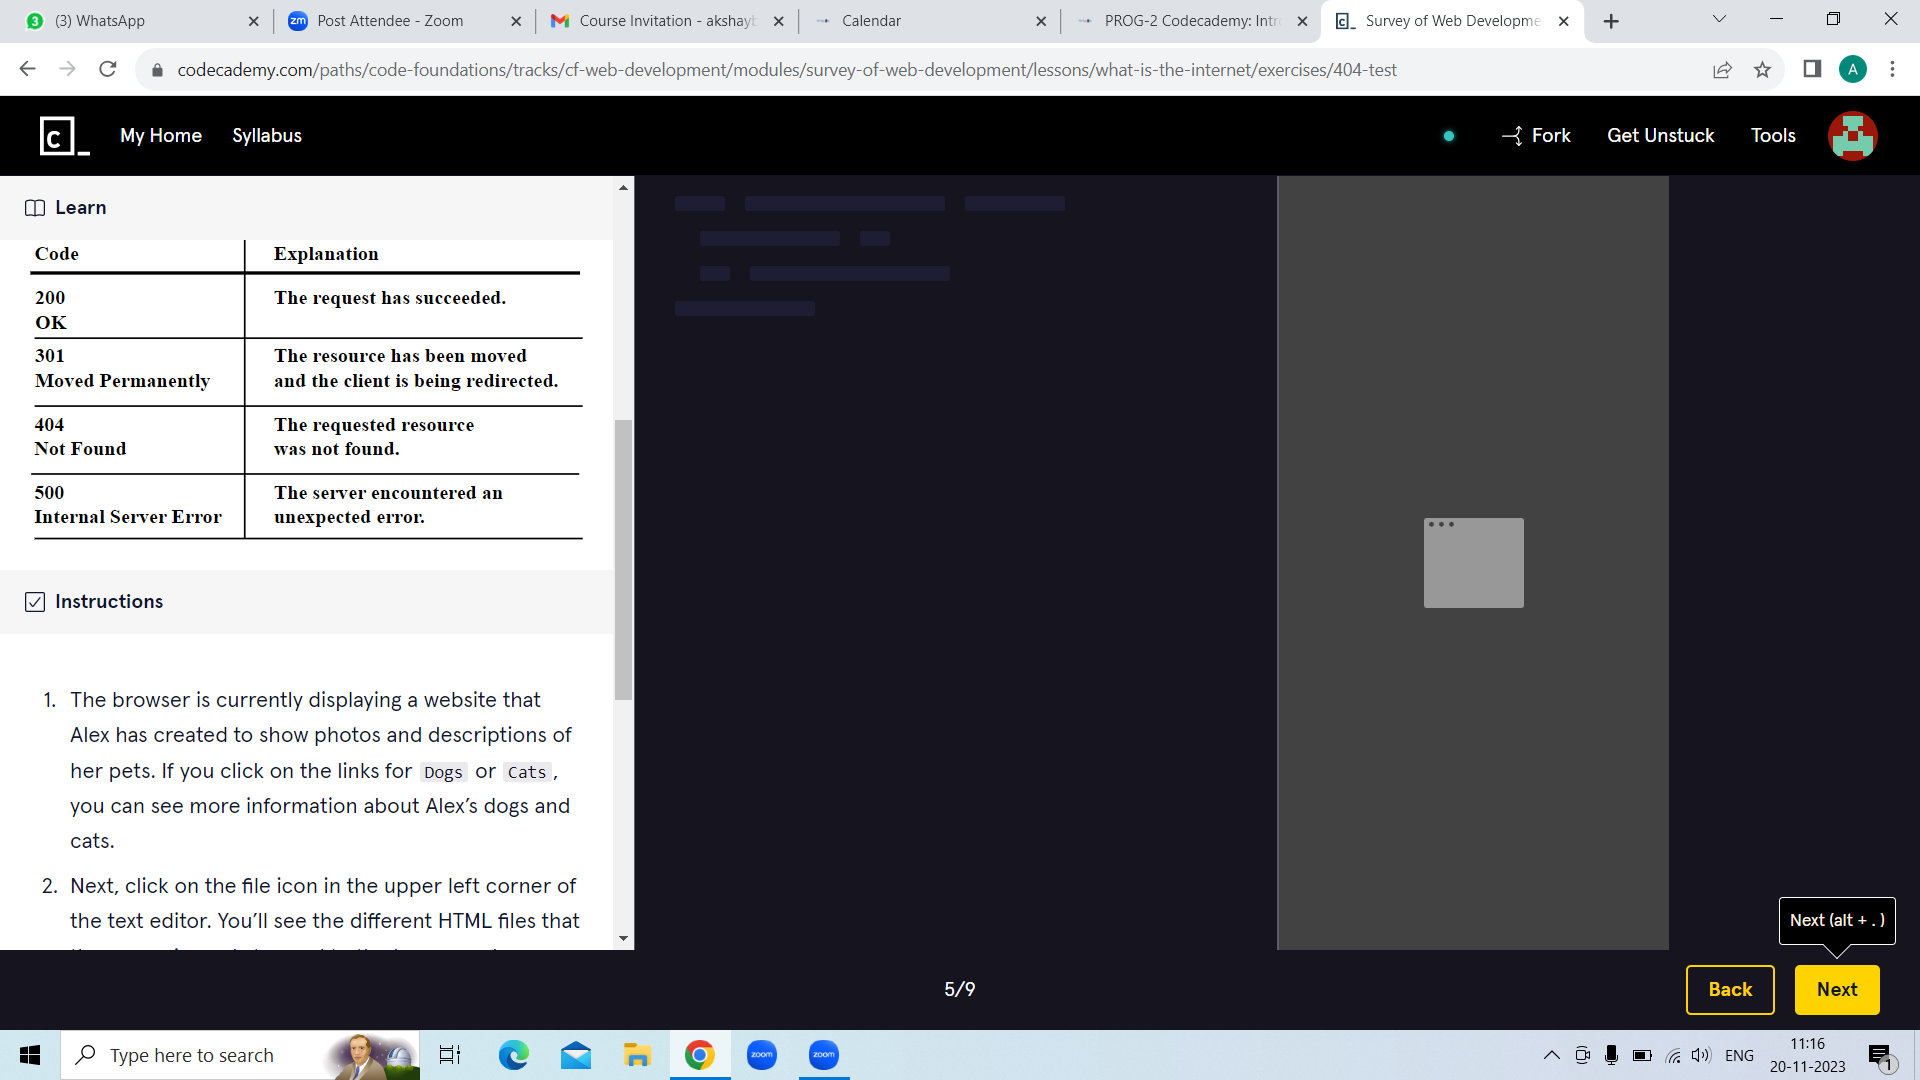 3 (3) WhatsApp
zm Post Attendee - Zoom
Course Invitation - akshayb
Calendar
PROG-2 Codecademy: Intr
c_ Survey of Web Developme
codecademy.com/paths/code-foundations/tracks/cf-web-development/modules/survey-of-web-development/lessons/what-is-the-internet/exercises/404-test
A
c_
My Home
Syllabus
Fork
Get Unstuck
Tools
Learn
Code Explanation
200 The request has succeeded.
OK
301 The resource has been moved
Moved Permanently and the client is being redirected.
404 The requested resource
Not Found was not found.
500 The server encountered an
Internal Server Error unexpected error.
Instructions
1. The browser is currently displaying a website that
Alex has created to show photos and descriptions of
her pets. If you click on the links for Dogs or Cats,
you can see more information about Alex’s dogs and
cats.
2. Next, click on the file icon in the upper left corner of
the text editor. You’ll see the different HTML files that
Next (alt + . )
5/9
Back
Next
Type here to search
zoom
zoom
ENG
11:16
20-11-2023
1